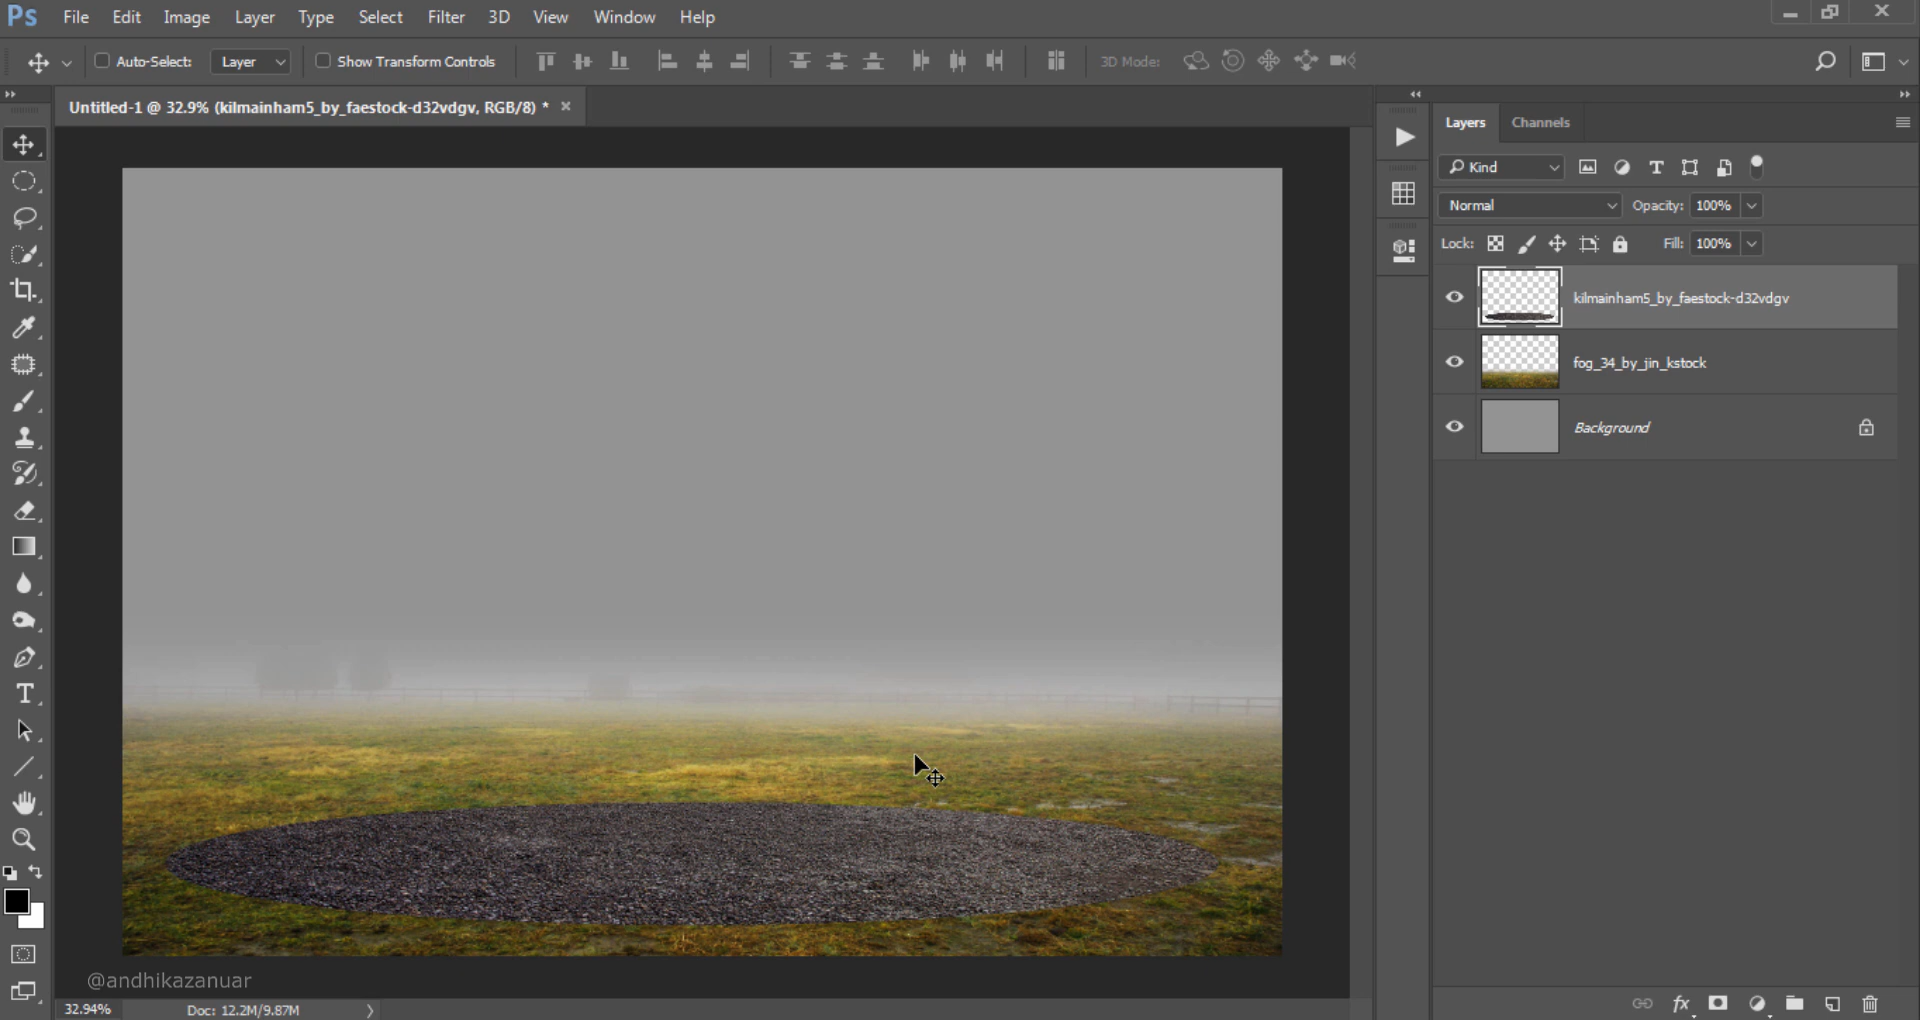 Ps File Edit Image Layer Type Select Filter 3D View Window Help
Auto-Select: Layer Show Transform Controls 3D Mode:
Untitled-1 @ 32.9% (kilmainham5_by_faestock-d32vdgv, RGB/8) *
Layers Channels
Kind
Normal Opacity: 100%
Lock: Fill: 100%
kilmainham5_by_faestock-d32vdgv
fog_34_by_jin_kstock
Background
@andhikazanuar
32.94% Doc: 12.2M/9.87M